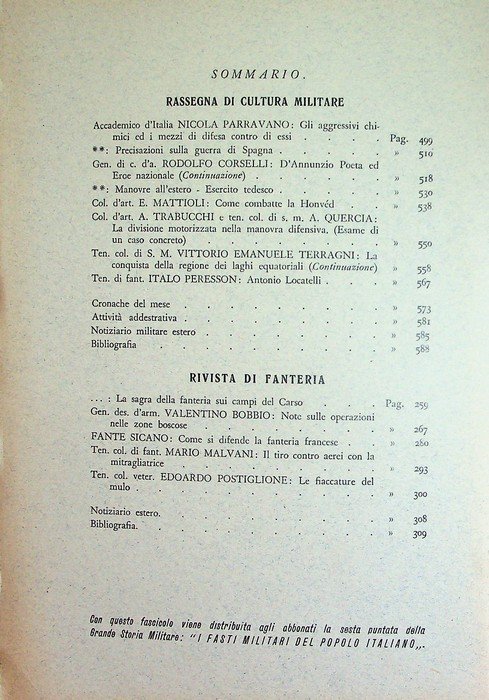 SOMMARIO.
RASSEGNA DI CULTURA MILITARE
Accademico d'Italia NICOLA PARRAVANO: Gli aggressivi chi-
mici ed i mezzi di difesa contro di essi . . . . Pag. 499
**: Precisazioni sulla guerra di Spagna . . . . . » 510
Gen. di c. d'a. RODOLFO CORSELLI: D'Annunzio Poeta ed
Eroe nazionale (Continuazione) . . . . . » 518
**: Manovre all'estero - Esercito tedesco . . . . . » 530
Col. d'art. E. MATTIOLI: Come combatte la Honvéd . . . » 538
Col. d'art. A. TRABUCCHI e ten. col. di s. m. A. QUERCIA:
La divisione motorizzata nella manovra difensiva. (Esame di
un caso concreto) . . . . . . » 550
Ten. col. di S. M. VITTORIO EMANUELE TERRAGNI: La
conquista della regione dei laghi equatoriali (Continuazione) » 558
Ten. di fant. ITALO PERESSON: Antonio Locatelli . . . » 567
Cronache del mese . . . . . . . » 573
Attività addestrativa . . . . . . . » 581
Notiziario militare estero . . . . . . . » 585
Bibliografia . . . . . . . » 588
RIVISTA DI FANTERIA
... : La sagra della fanteria sui campi del Carso . . . Pag. 259
Gen. des. d'arm. VALENTINO BOBBIO: Note sulle operazioni
nelle zone boscose . . . . . . » 267
FANTE SICANO: Come si difende la fanteria francese . . . » 280
Ten. col. di fant. MARIO MALVANI: Il tiro contro aerei con la
mitragliatrice . . . . . . » 293
Ten. col. veter. EDOARDO POSTIGLIONE: Le fiaccature del
mulo . . . . . . . » 300
Notiziario estero. . . . . . . . » 308
Bibliografia. . . . . . . . » 309
Con questo fascicolo viene distribuita agli abbonati la sesta puntata della
Grande Storia Militare: "I FASTI MILITARI DEL POPOLO ITALIANO„.